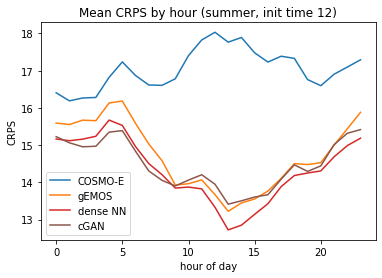 Mean CRPS by hour (summer, init time 12)
18
17
16
15
14
13
CRPS
COSMO-E
gEMOS
dense NN
cGAN
0 5 10 15 20
hour of day